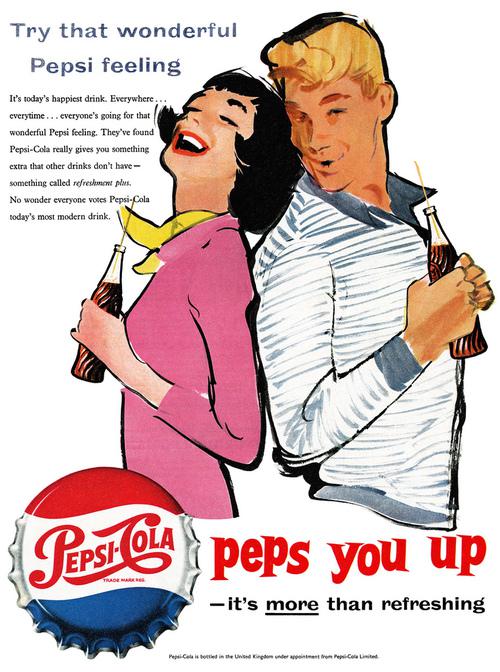 Try that wonderful
Pepsi feeling
It's today's happiest drink. Everywhere . . .
everytime . . . everyone's going for that
wonderful Pepsi feeling. They've found
Pepsi-Cola really gives you something
extra that other drinks don't have —
something called refreshment plus.
No wonder everyone votes Pepsi-Cola
today's most modern drink.
PEPSI-COLA
TRADE MARK REG.
peps you up
—it's more than refreshing
Pepsi-Cola is bottled in the United Kingdom under appointment from Pepsi-Cola Limited.